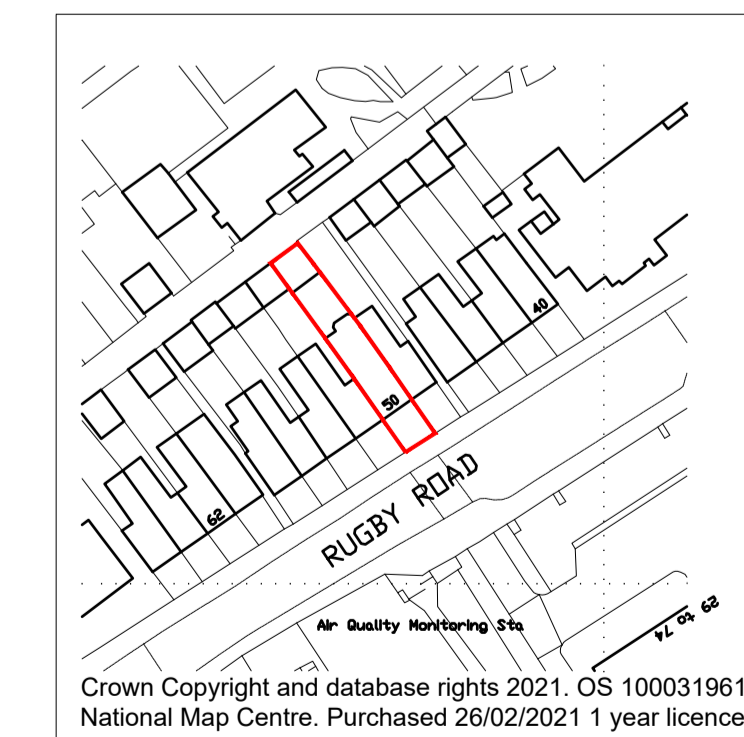 40
50
62
RUGBY ROAD
Air Quality Monitoring Sta
29 to 74
Crown Copyright and database rights 2021. OS 100031961
National Map Centre. Purchased 26/02/2021 1 year licence